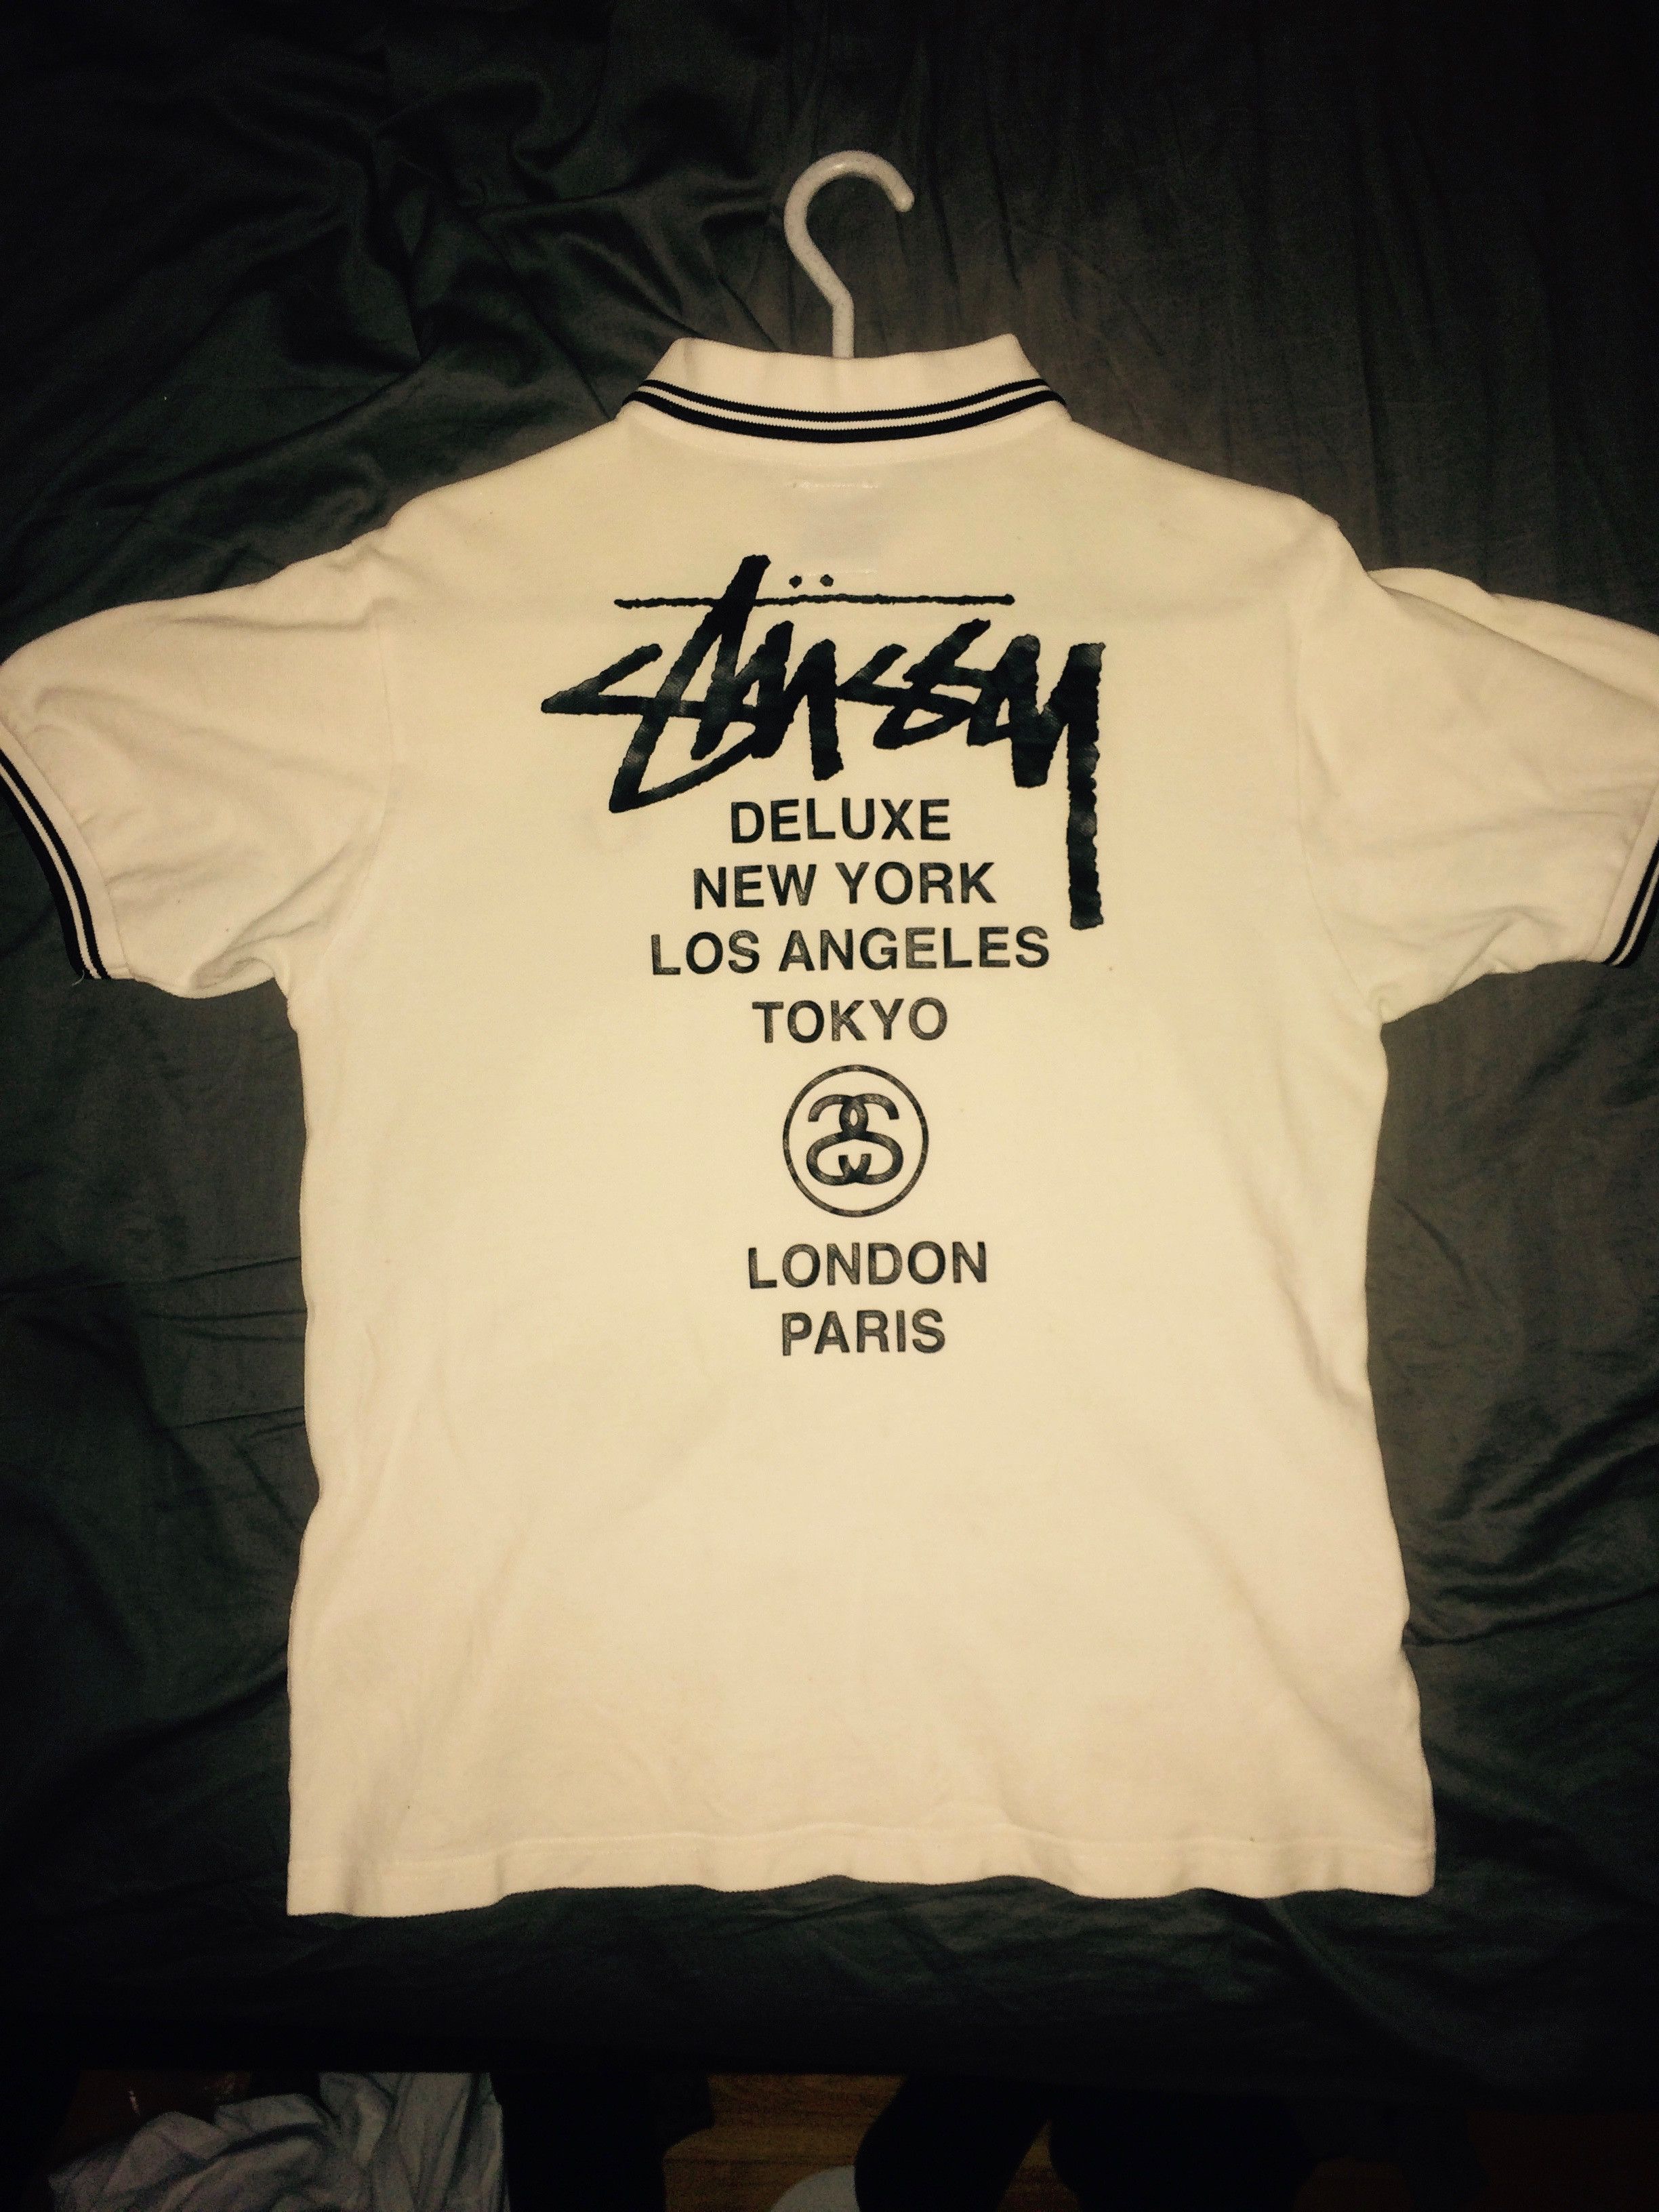 Stüssy
DELUXE
NEW YORK
LOS ANGELES
TOKYO
LONDON
PARIS